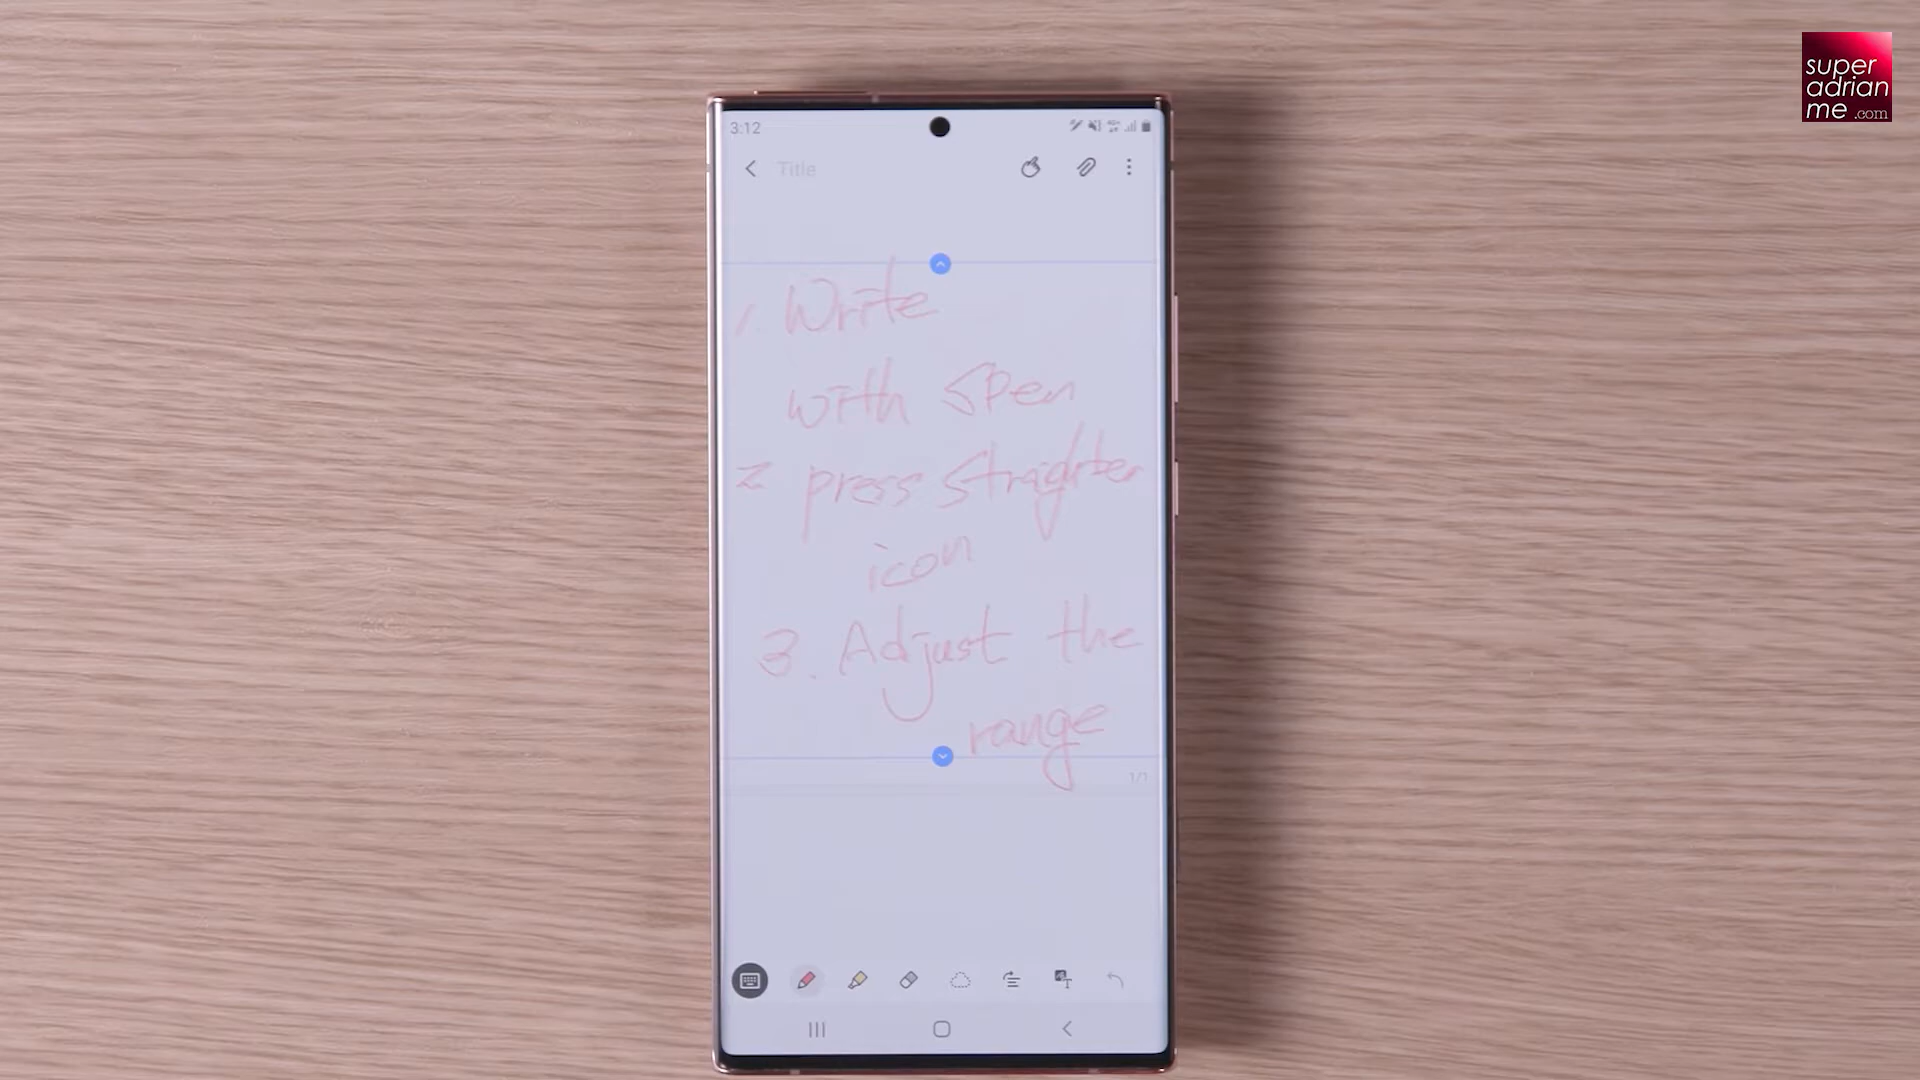 super
adrian
me .com
3:12
Title
1. Write
with Spen
2 press straghten
icon
3. Adjust the
range
1/1